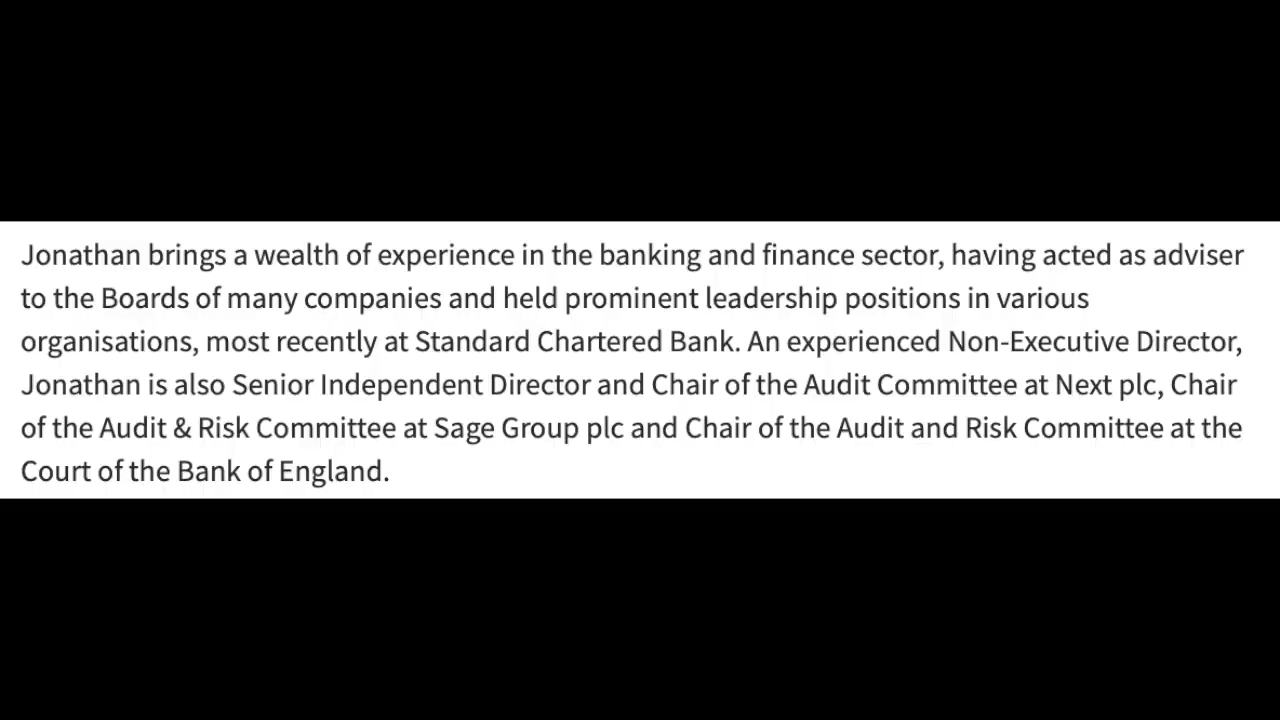 Jonathan brings a wealth of experience in the banking and finance sector, having acted as adviser
to the Boards of many companies and held prominent leadership positions in various
organisations, most recently at Standard Chartered Bank. An experienced Non-Executive Director,
Jonathan is also Senior Independent Director and Chair of the Audit Committee at Next plc, Chair
of the Audit & Risk Committee at Sage Group plc and Chair of the Audit and Risk Committee at the
Court of the Bank of England.